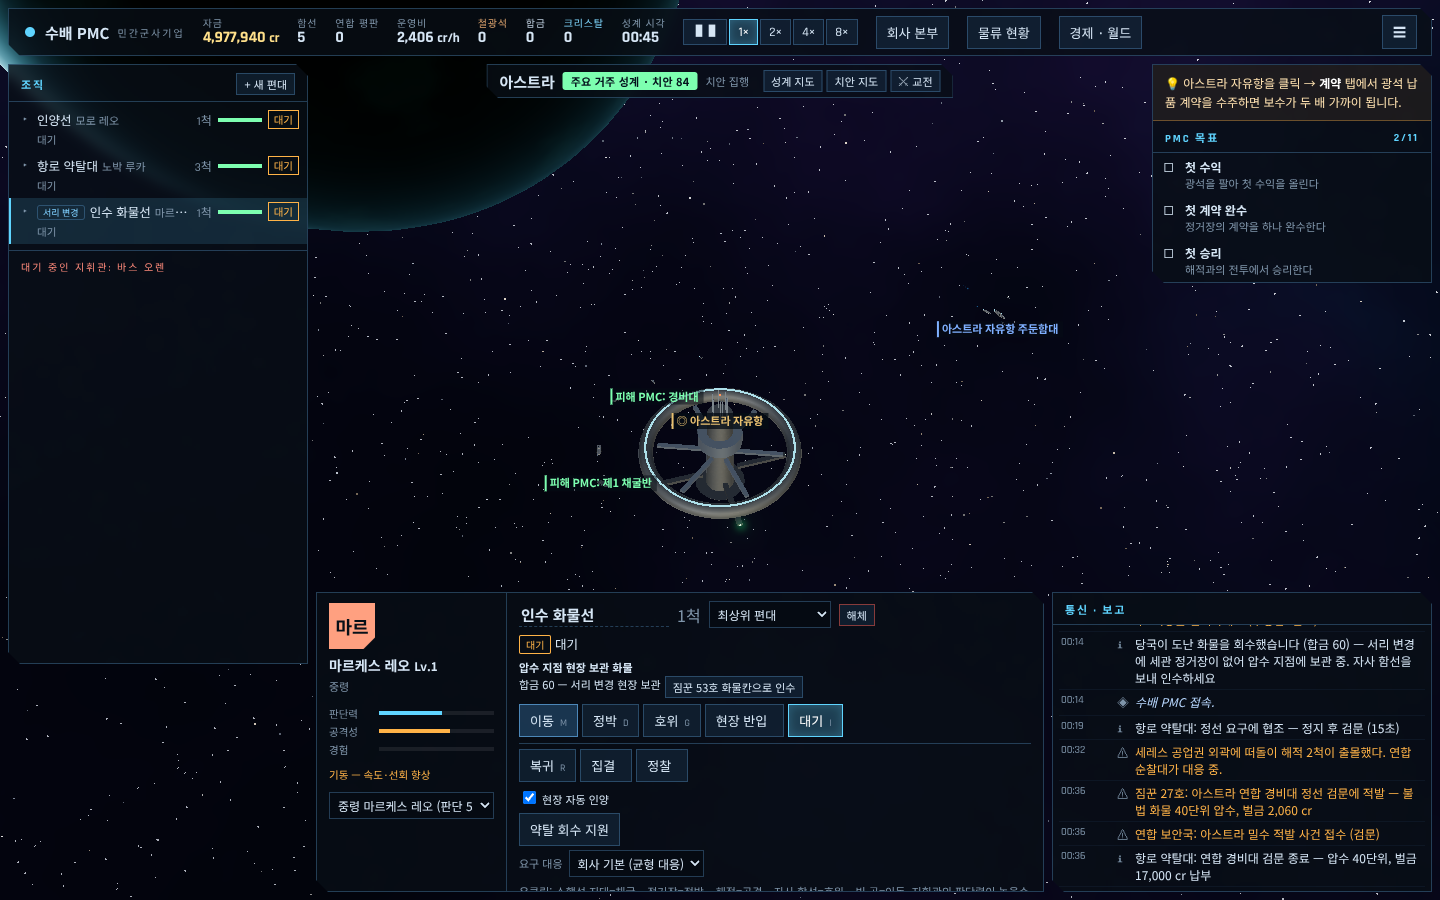 수배 PMC 민간군사기업
자금 4,977,940 cr
함선 5
연합 평판 0
운영비 2,406 cr/h
철광석 0
합금 0
크리스탈 0
성계 시각 00:45
1× 2× 4× 8×
회사 본부
물류 현황
경제 · 월드
조직
+ 새 편대
인양선 모로 레오 1척 대기
대기
항로 약탈대 노박 루카 3척 대기
대기
서리 변경 인수 화물선 마르… 1척 대기
대기
대기 중인 지휘관: 바스 오렌
아스트라 주요 거주 성계 · 치안 84 치안 집행 성계 지도 치안 지도 ⚔ 교전
💡 아스트라 자유항을 클릭 → 계약 탭에서 광석 납
품 계약을 수주하면 보수가 두 배 가까이 됩니다.
PMC 목표 2/11
첫 수익
광석을 팔아 첫 수익을 올린다
첫 계약 완수
정거장의 계약을 하나 완수한다
첫 승리
해적과의 전투에서 승리한다
아스트라 자유항 주둔함대
피해 PMC: 경비대
◎ 아스트라 자유항
피해 PMC: 제1 채굴반
마르
마르케스 레오 Lv.1
중령
판단력
공격성
경험
기동 — 속도·선회 향상
중령 마르케스 레오 (판단 5
인수 화물선 1척 최상위 편대 해체
대기 대기
압수 지점 현장 보관 화물
합금 60 — 서리 변경 현장 보관 짐꾼 53호 화물칸으로 인수
이동 M 정박 D 호위 G 현장 반입 대기 I
복귀 R 집결 정찰
현장 자동 인양
약탈 회수 지원
요구 대응 회사 기본 (균형 대응)
통신 · 보고
00:14 당국이 도난 화물을 회수했습니다 (합금 60) — 서리 변경
에 세관 정거장이 없어 압수 지점에 보관 중. 자사 함선을
보내 인수하세요
00:14 수배 PMC 접속.
00:19 항로 약탈대: 정선 요구에 협조 — 정지 후 검문 (15초)
00:32 세레스 공업권 외곽에 떠돌이 해적 2척이 출몰했다. 연합
순찰대가 대응 중.
00:36 짐꾼 27호: 아스트라 연합 경비대 정선 검문에 적발 — 불
법 화물 40단위 압수, 벌금 2,060 cr
00:36 연합 보안국: 아스트라 밀수 적발 사건 접수 (검문)
00:36 항로 약탈대: 연합 경비대 검문 종료 — 압수 40단위, 벌금
17,000 cr 납부